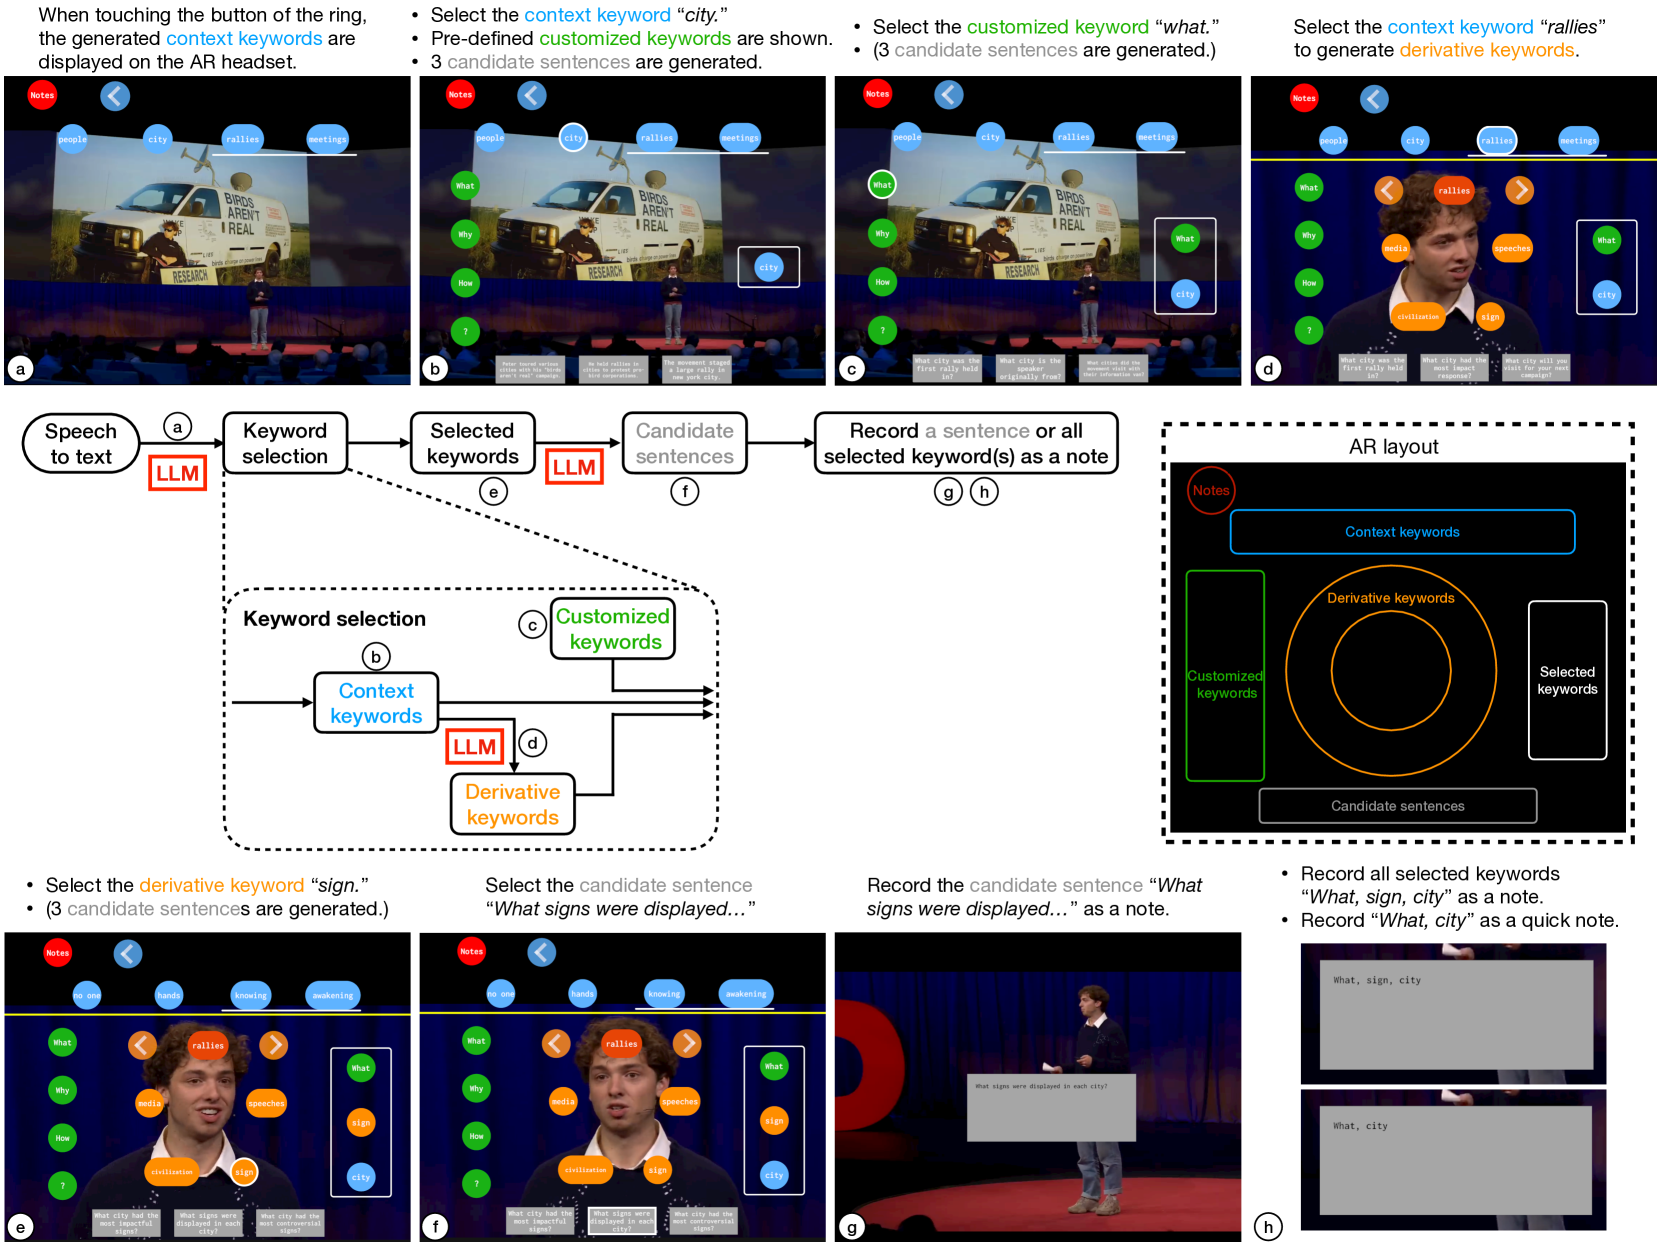 When touching the button of the ring,
the generated context keywords are
displayed on the AR headset.
• Select the context keyword “city.”
• Pre-defined customized keywords are shown.
• 3 candidate sentences are generated.
• Select the customized keyword “what.”
• (3 candidate sentences are generated.)
Select the context keyword “rallies”
to generate derivative keywords.
Notes
people
city
rallies
meetings
BIRDS
AREN'T
REAL
RESEARCH
a
Notes
people
city
rallies
meetings
What
Why
How
?
BIRDS
AREN'T
REAL
RESEARCH
city
Peter toured various
cities with his "birds
aren't real" campaign.
He held rallies in
cities to protest pro-
bird corporations.
The movement staged
a large rally in
new york city.
b
Notes
people
city
rallies
meetings
What
Why
How
?
BIRDS
AREN'T
REAL
RESEARCH
What
city
What city was the
first rally held
in?
What city is the
speaker
originally from?
What cities did the
movement visit with
their information van?
c
Notes
people
city
rallies
meetings
What
Why
How
?
rallies
media
speeches
civilization
sign
What
city
What city was the
first rally held
in?
What city had the
most impact
response?
What city will you
visit for your next
campaign?
d
Speech
to text
a
LLM
Keyword
selection
Selected
keywords
e
LLM
Candidate
sentences
f
Record a sentence or all
selected keyword(s) as a note
g
h
Keyword selection
b
Context
keywords
c
Customized
keywords
LLM
d
Derivative
keywords
AR layout
Notes
Context keywords
Derivative keywords
Customized
keywords
Selected
keywords
Candidate sentences
• Select the derivative keyword “sign.”
• (3 candidate sentences are generated.)
Select the candidate sentence
“What signs were displayed…”
Record the candidate sentence “What
signs were displayed…” as a note.
• Record all selected keywords
“What, sign, city” as a note.
• Record “What, city” as a quick note.
Notes
no one
hands
knowing
awakening
What
Why
How
?
rallies
media
speeches
civilization
sign
What
sign
city
What city had the
most impactful
signs?
What signs were
displayed in each
city?
What city had the
most controversial
signs?
e
Notes
no one
hands
knowing
awakening
What
Why
How
?
rallies
media
speeches
civilization
sign
What
sign
city
What city had the
most impactful
signs?
What signs were
displayed in each
city?
What city had the
most controversial
signs?
f
What signs were displayed in each city?
g
What, sign, city
What, city
h